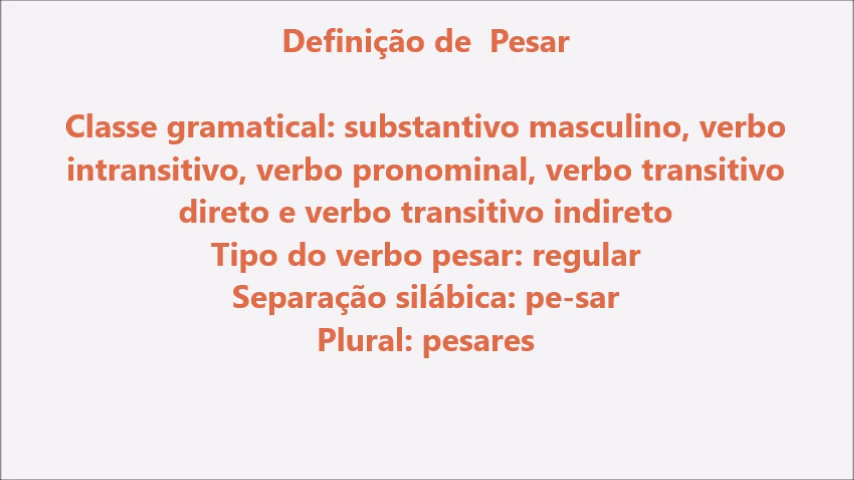 Definição de  Pesar
Classe gramatical: substantivo masculino, verbo
intransitivo, verbo pronominal, verbo transitivo
direto e verbo transitivo indireto
Tipo do verbo pesar: regular
Separação silábica: pe-sar
Plural: pesares